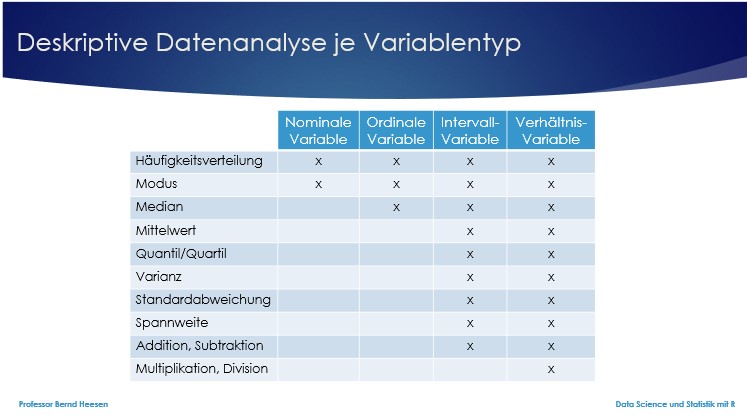 Deskriptive Datenanalyse je Variablentyp
Nominale Variable Ordinale Variable Intervall-Variable Verhältnis-Variable
Häufigkeitsverteilung x x x x
Modus x x x x
Median x x x
Mittelwert x x
Quantil/Quartil x x
Varianz x x
Standardabweichung x x
Spannweite x x
Addition, Subtraktion x x
Multiplikation, Division x
Professor Bernd Heesen Data Science und Statistik mit R